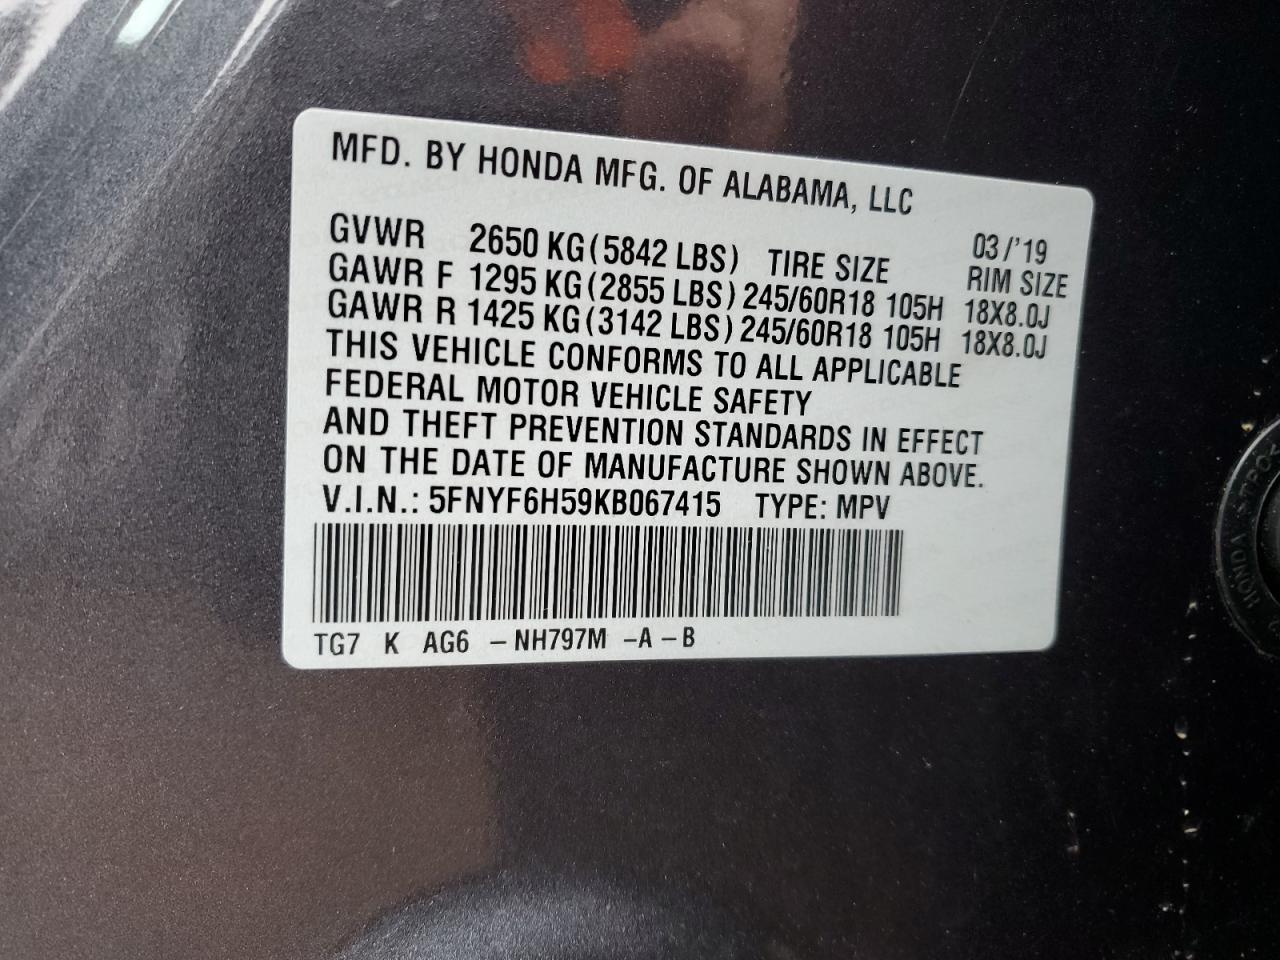 MFD. BY HONDA MFG. OF ALABAMA, LLC
03/'19
GVWR 2650 KG(5842 LBS) TIRE SIZE RIM SIZE
GAWR F 1295 KG(2855 LBS) 245/60R18 105H 18X8.0J
GAWR R 1425 KG(3142 LBS) 245/60R18 105H 18X8.0J
THIS VEHICLE CONFORMS TO ALL APPLICABLE
FEDERAL MOTOR VEHICLE SAFETY
AND THEFT PREVENTION STANDARDS IN EFFECT
ON THE DATE OF MANUFACTURE SHOWN ABOVE.
V.I.N.: 5FNYF6H59KB067415 TYPE: MPV
TG7 K AG6 -NH797M -A-B
HONDA